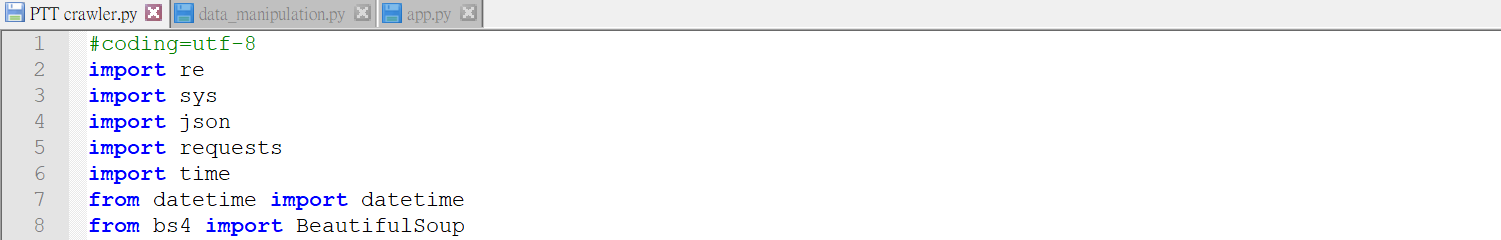 PTT crawler.py data_manipulation.py app.py
1 #coding=utf-8
2 import re
3 import sys
4 import json
5 import requests
6 import time
7 from datetime import datetime
8 from bs4 import BeautifulSoup